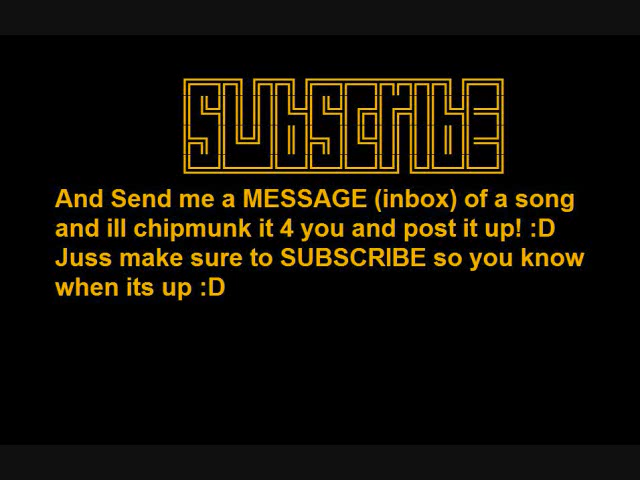 SUBSCRIBE
And Send me a MESSAGE (inbox) of a song
and ill chipmunk it 4 you and post it up! :D
Juss make sure to SUBSCRIBE so you know
when its up :D